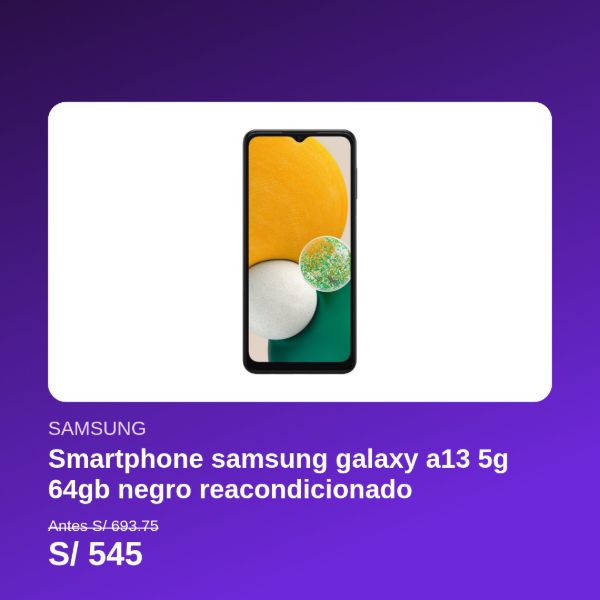 SAMSUNG
Smartphone samsung galaxy a13 5g
64gb negro reacondicionado
Antes S/ 693.75
S/ 545